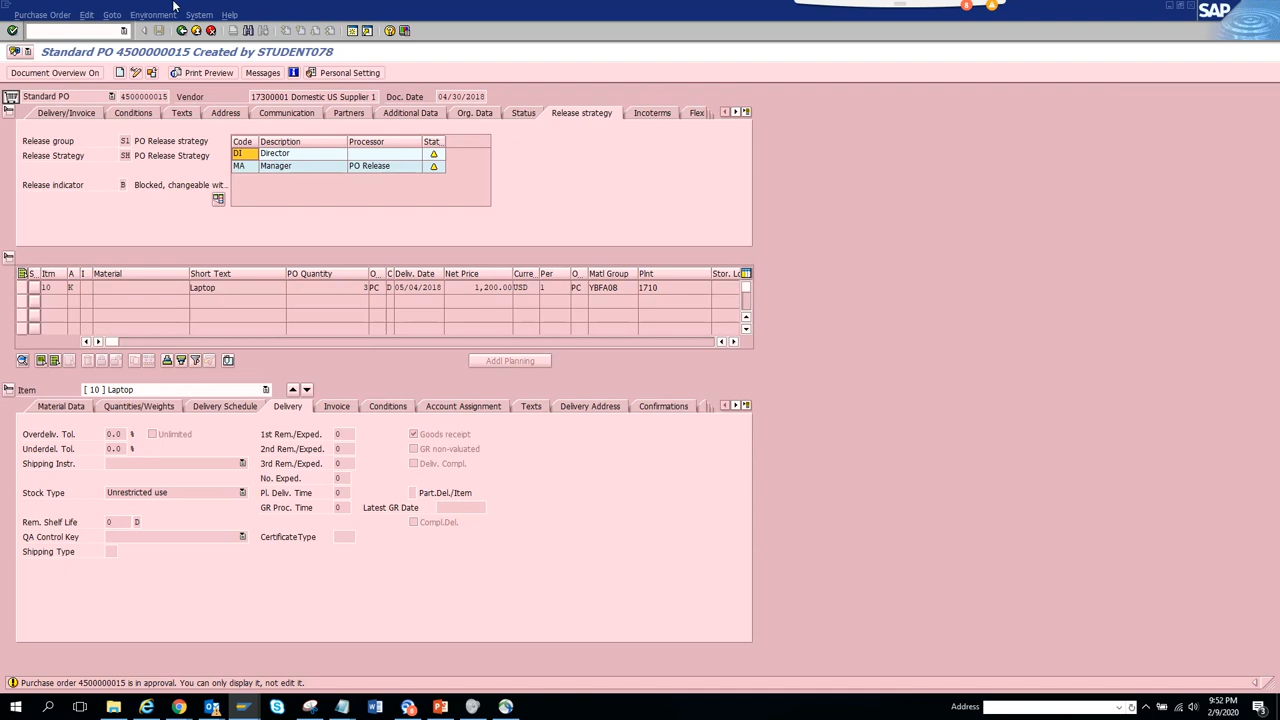 Purchase Order Edit Goto Environment System Help
SAP
Standard PO 4500000015 Created by STUDENT078
Document Overview On Print Preview Messages Personal Setting
Standard PO 4500000015 Vendor 17300001 Domestic US Supplier 1 Doc. Date 04/30/2018
Delivery/Invoice Conditions Texts Address Communication Partners Additional Data Org. Data Status Release strategy Incoterms Flex
Release group S1 PO Release strategy
Release Strategy SH PO Release Strategy
Release indicator B Blocked, changeable wit..
Code Description Processor Stat...
DI Director
MA Manager PO Release
S... Itm A I Material Short Text PO Quantity O... C Deliv. Date Net Price Curre... Per O... Matl Group Plnt Stor. Lo
10 K Laptop 3 PC D 05/04/2018 1,200.00 USD 1 PC YBFA08 1710
Addl Planning
Item [ 10 ] Laptop
Material Data Quantities/Weights Delivery Schedule Delivery Invoice Conditions Account Assignment Texts Delivery Address Confirmations
Overdeliv. Tol. 0.0 % Unlimited 1st Rem./Exped. 0 Goods receipt
Underdel. Tol. 0.0 % 2nd Rem./Exped. 0 GR non-valuated
Shipping Instr. 3rd Rem./Exped. 0 Deliv. Compl.
No. Exped. 0
Stock Type Unrestricted use Pl. Deliv. Time 0 Part.Del./Item
GR Proc. Time 0 Latest GR Date
Rem. Shelf Life 0 D Compl.Del.
QA Control Key CertificateType
Shipping Type
Purchase order 4500000015 is in approval. You can only display it, not edit it.
Address
9:52 PM
2/9/2020